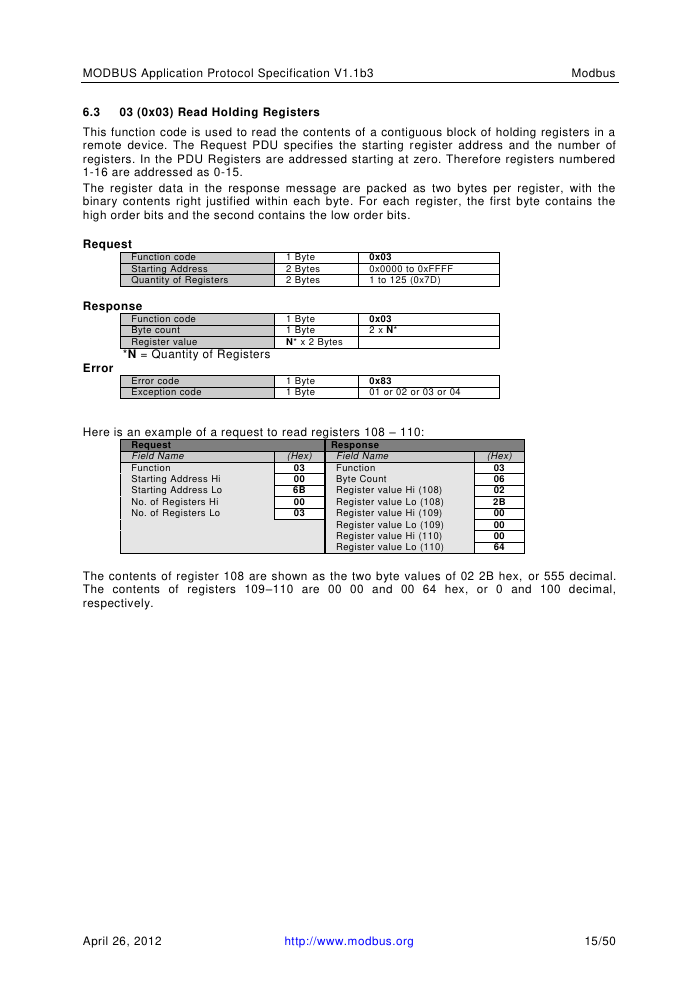 MODBUS Application Protocol Specification V1.1b3 Modbus
6.3 03 (0x03) Read Holding Registers
This function code is used to read the contents of a contiguous block of holding registers in a
remote device. The Request PDU specifies the starting register address and the number of
registers. In the PDU Registers are addressed starting at zero. Therefore registers numbered
1-16 are addressed as 0-15.
The register data in the response message are packed as two bytes per register, with the
binary contents right justified within each byte. For each register, the first byte contains the
high order bits and the second contains the low order bits.
Request
Function code 1 Byte 0x03
Starting Address 2 Bytes 0x0000 to 0xFFFF
Quantity of Registers 2 Bytes 1 to 125 (0x7D)
Response
Function code 1 Byte 0x03
Byte count 1 Byte 2 x N*
Register value N* x 2 Bytes
*N = Quantity of Registers
Error
Error code 1 Byte 0x83
Exception code 1 Byte 01 or 02 or 03 or 04
Here is an example of a request to read registers 108 – 110:
Request Response
Field Name (Hex) Field Name (Hex)
Function 03 Function 03
Starting Address Hi 00 Byte Count 06
Starting Address Lo 6B Register value Hi (108) 02
No. of Registers Hi 00 Register value Lo (108) 2B
No. of Registers Lo 03 Register value Hi (109) 00
Register value Lo (109) 00
Register value Hi (110) 00
Register value Lo (110) 64
The contents of register 108 are shown as the two byte values of 02 2B hex, or 555 decimal.
The contents of registers 109–110 are 00 00 and 00 64 hex, or 0 and 100 decimal,
respectively.
April 26, 2012 http://www.modbus.org 15/50